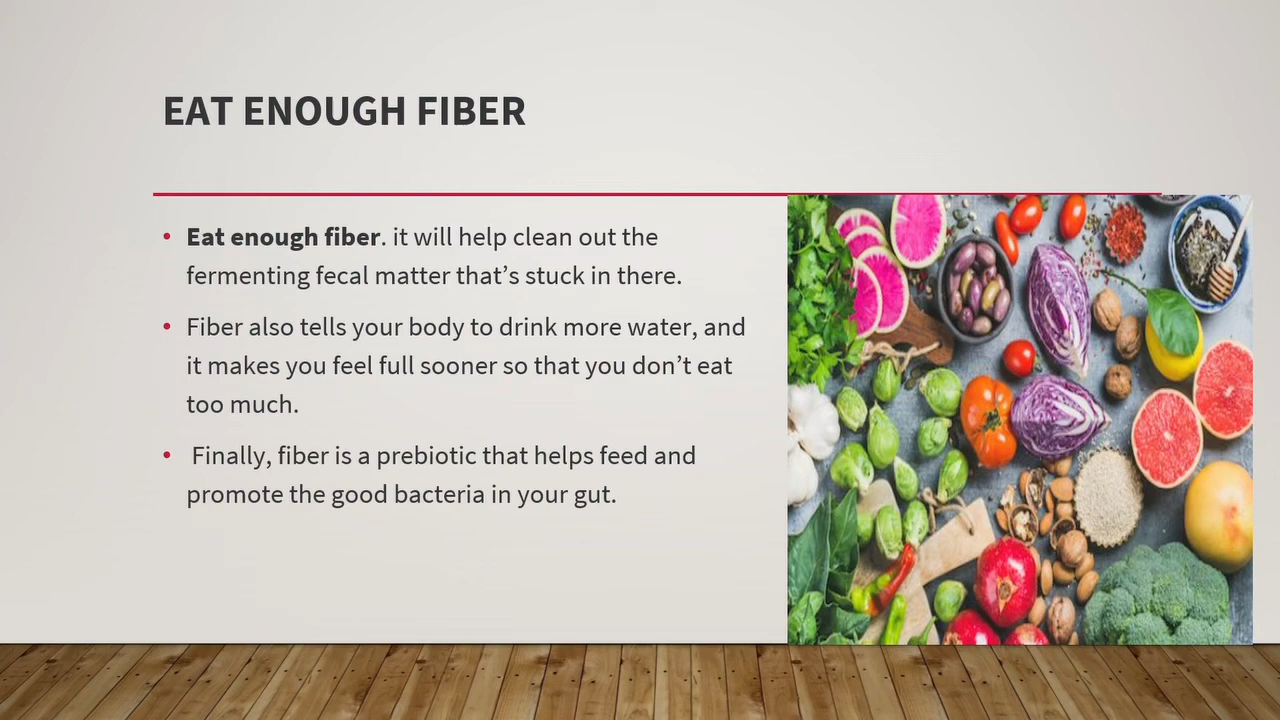 EAT ENOUGH FIBER
• Eat enough fiber. it will help clean out the
fermenting fecal matter that’s stuck in there.
• Fiber also tells your body to drink more water, and
it makes you feel full sooner so that you don’t eat
too much.
• Finally, fiber is a prebiotic that helps feed and
promote the good bacteria in your gut.